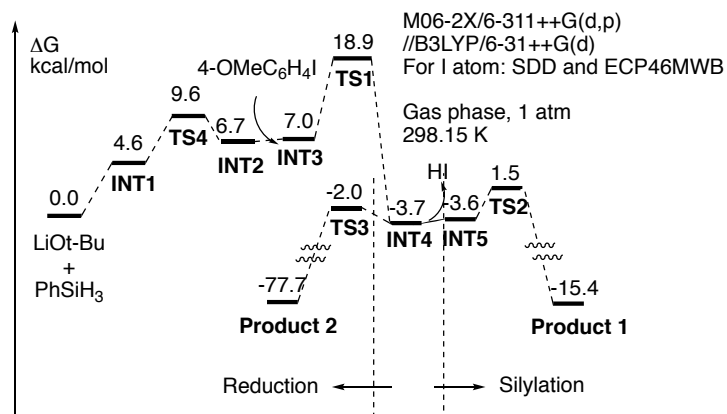 ΔG
kcal/mol
M06-2X/6-311++G(d,p)
//B3LYP/6-31++G(d)
For I atom: SDD and ECP46MWB
Gas phase, 1 atm
298.15 K
4-OMeC6H4I
18.9
TS1
9.6
TS4
6.7
INT2
7.0
INT3
4.6
INT1
0.0
LiOt-Bu
+
PhSiH3
HI
-2.0
TS3
-3.7
INT4
-3.6
INT5
1.5
TS2
-77.7
Product 2
-15.4
Product 1
Reduction
Silylation